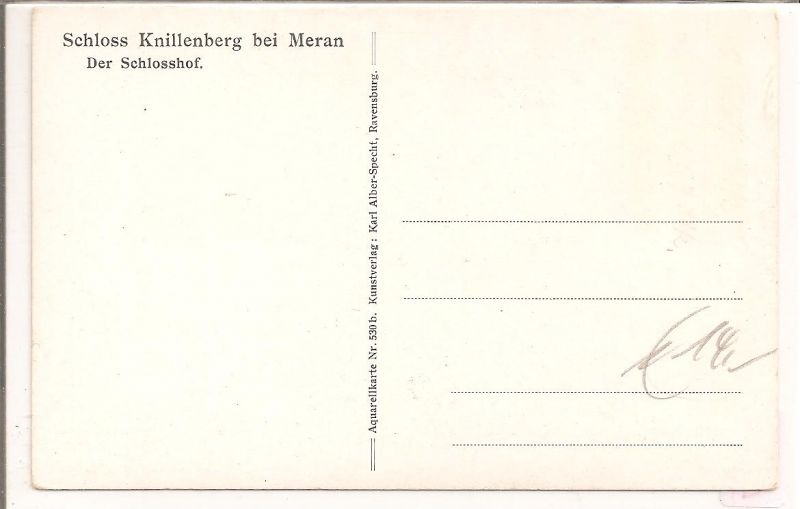 Schloss Knillenberg bei Meran
Der Schlosshof.
Aquarellkarte Nr. 530 b. Kunstverlag: Karl Alber-Specht, Ravensburg.